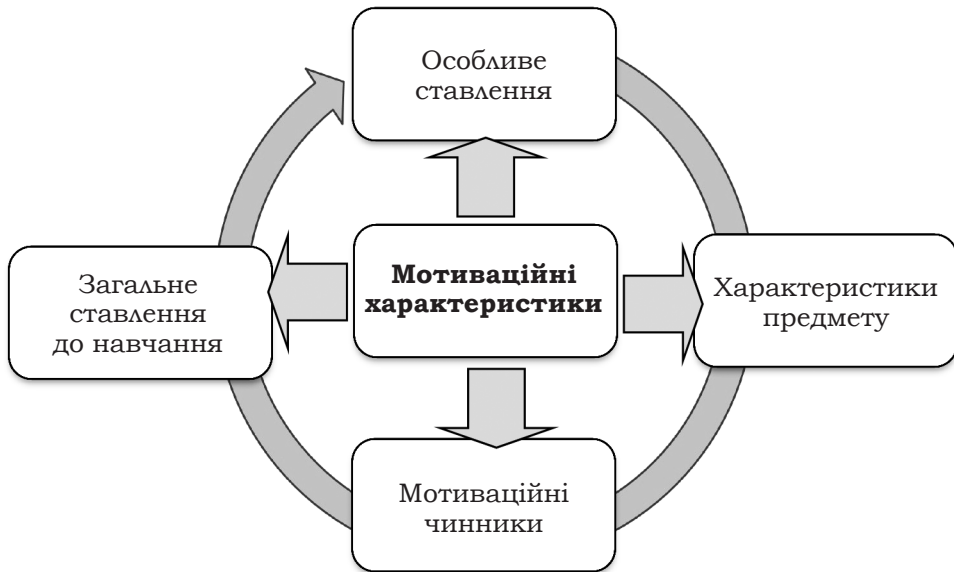 Особливе
ставлення
Загальне
ставлення
до навчання
Мотиваційні
характеристики
Характеристики
предмету
Мотиваційні
чинники